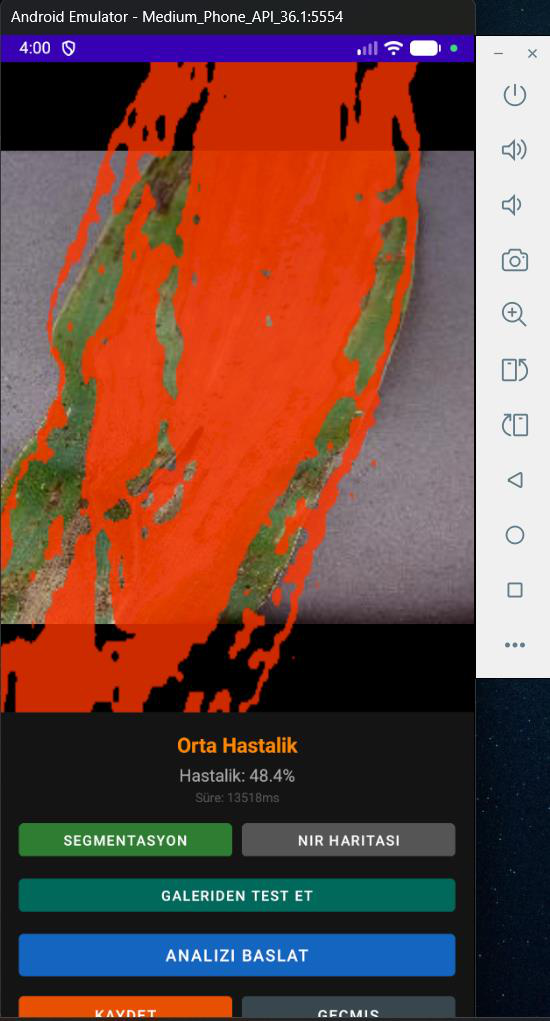 Android Emulator - Medium_Phone_API_36.1:5554
4:00
Orta Hastalik
Hastalik: 48.4%
Süre: 13518ms
SEGMENTASYON NIR HARITASI
GALERIDEN TEST ET
ANALIZI BASLAT
KAYDET GECMIS